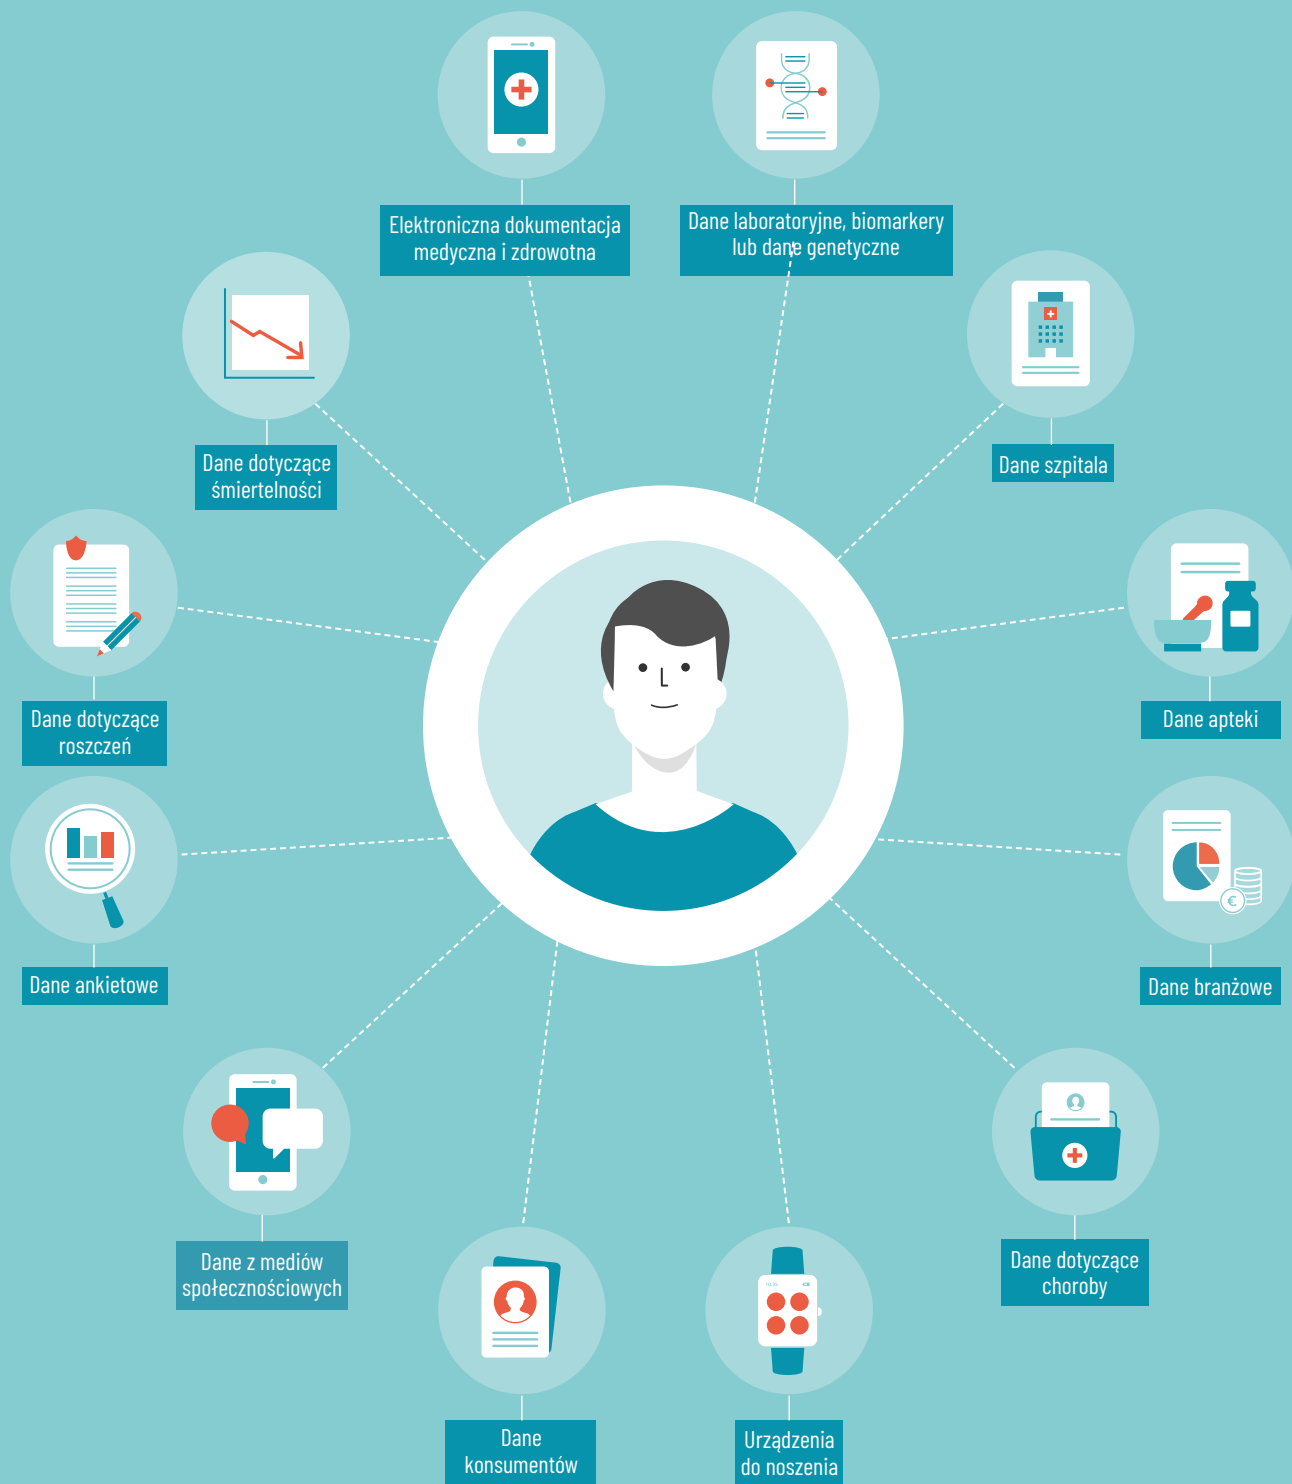 Elektroniczna dokumentacja
medyczna i zdrowotna
Dane laboratoryjne, biomarkery
lub dane genetyczne
Dane dotyczące
śmiertelności
Dane szpitala
Dane dotyczące
roszczeń
Dane apteki
Dane ankietowe
Dane branżowe
Dane z mediów
społecznościowych
Dane dotyczące
choroby
Dane
konsumentów
Urządzenia
do noszenia